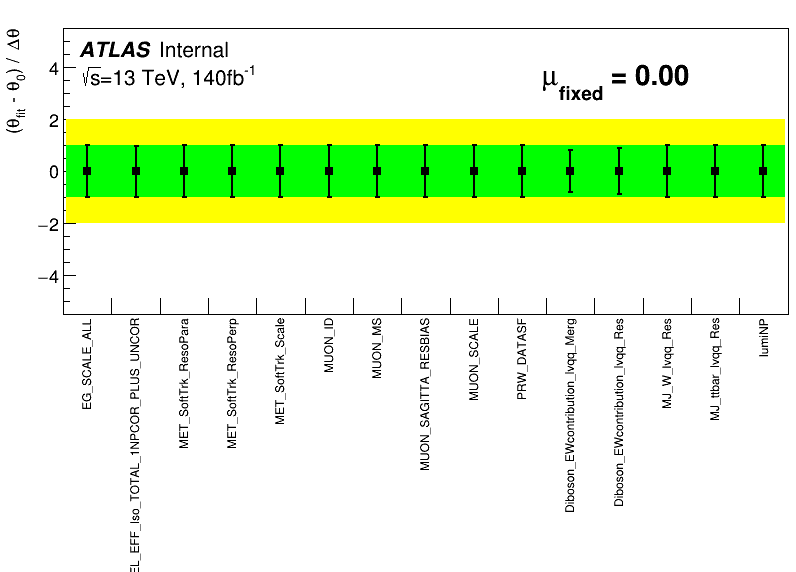 ATLAS Internal
√s=13 TeV, 140fb⁻¹
μfixed = 0.00
(θfit - θ0) / Δθ
4
2
0
−2
−4
EG_SCALE_ALL
EL_EFF_Iso_TOTAL_1NPCOR_PLUS_UNCOR
MET_SoftTrk_ResoPara
MET_SoftTrk_ResoPerp
MET_SoftTrk_Scale
MUON_ID
MUON_MS
MUON_SAGITTA_RESBIAS
MUON_SCALE
PRW_DATASF
Diboson_EWcontribution_lvqq_Merg
Diboson_EWcontribution_lvqq_Res
MJ_W_lvqq_Res
MJ_ttbar_lvqq_Res
lumiNP